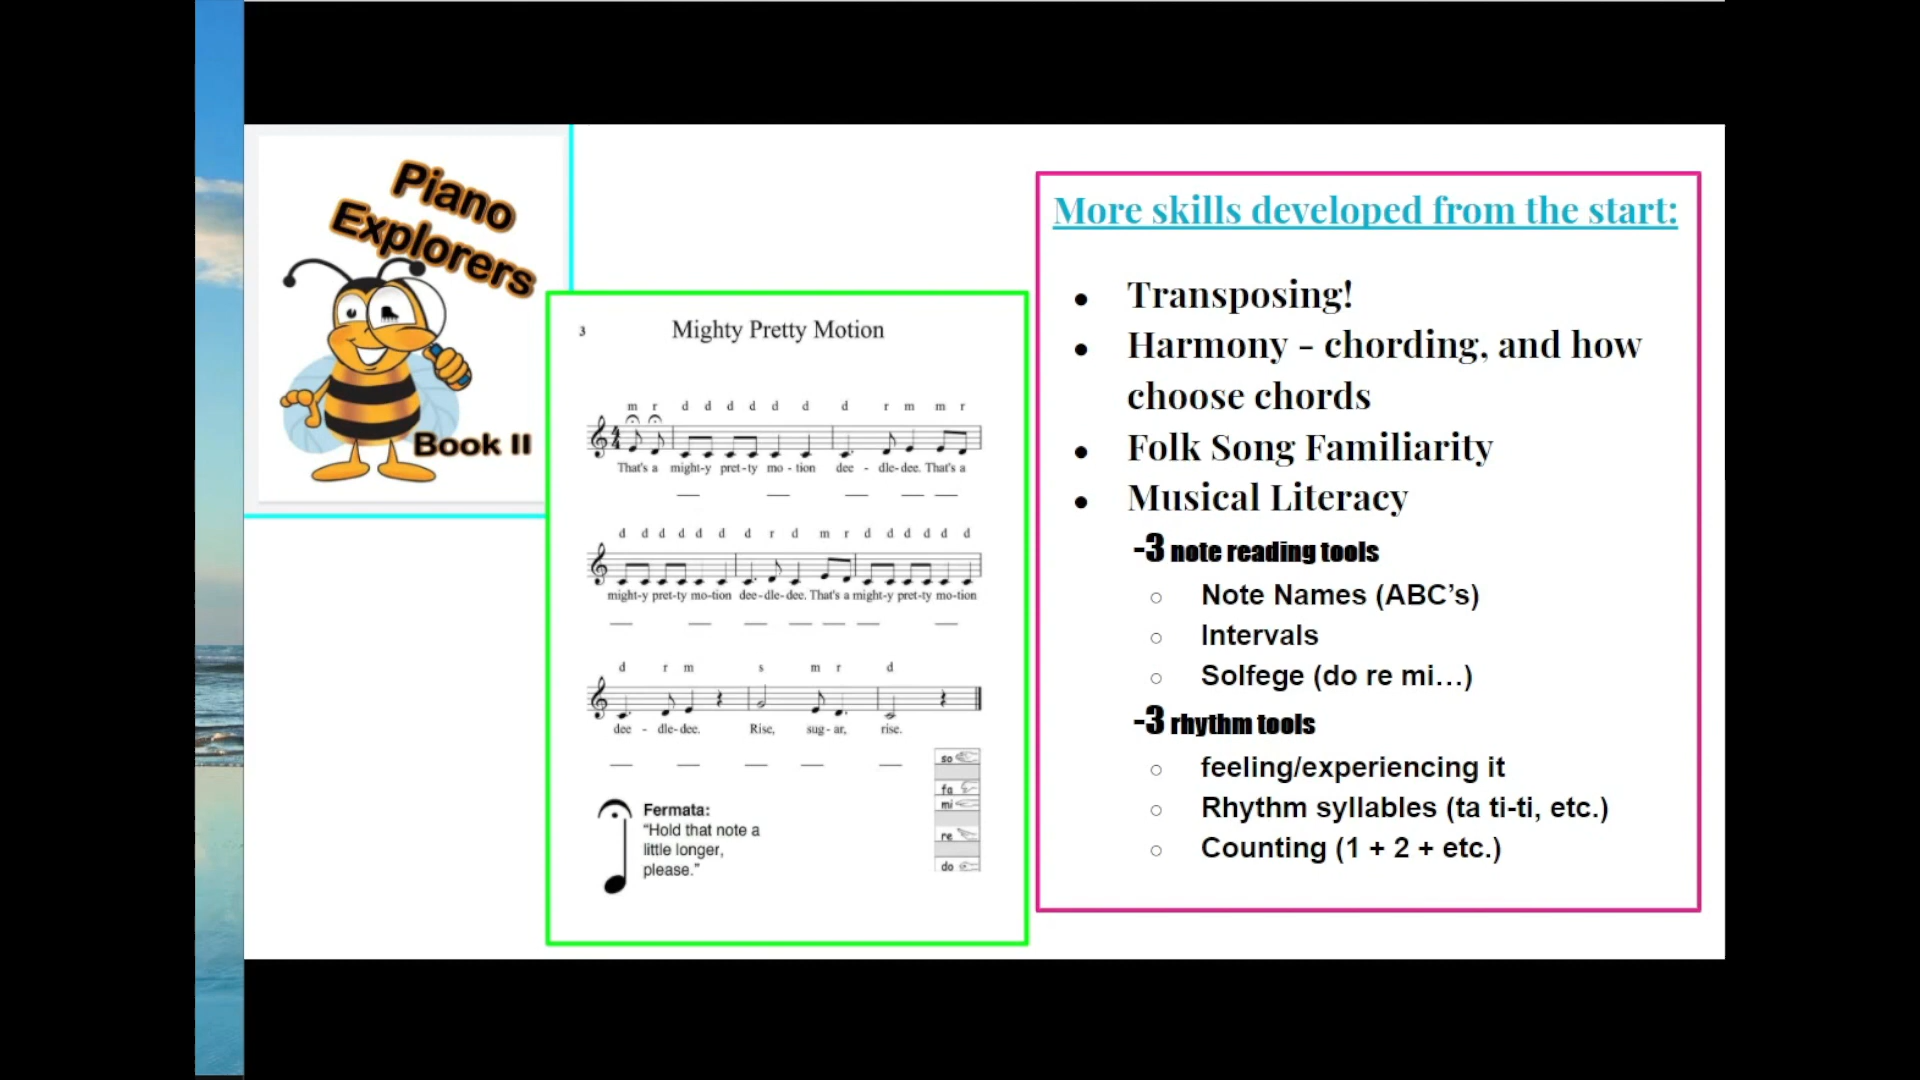 Piano
Explorers
Book II
3
Mighty Pretty Motion
m r d d d d d d d r m m r
That's a might-y pret-ty mo - tion dee - dle-dee. That's a
d d d d d d d r d m r d d d d d d
might-y pret-ty mo-tion dee-dle-dee. That's a might-y pret-ty mo-tion
d r m s m r d
dee - dle-dee. Rise, sug-ar, rise.
so
fa
mi
re
do
Fermata:
“Hold that note a
little longer,
please.”
More skills developed from the start:
● Transposing!
● Harmony - chording, and how
choose chords
● Folk Song Familiarity
● Musical Literacy
-3 note reading tools
○ Note Names (ABC’s)
○ Intervals
○ Solfege (do re mi…)
-3 rhythm tools
○ feeling/experiencing it
○ Rhythm syllables (ta ti-ti, etc.)
○ Counting (1 + 2 + etc.)